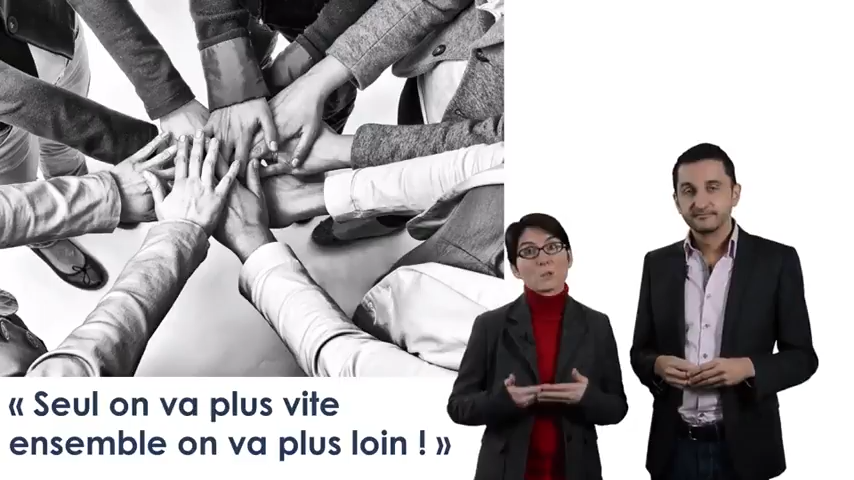 « Seul on va plus vite
ensemble on va plus loin ! »